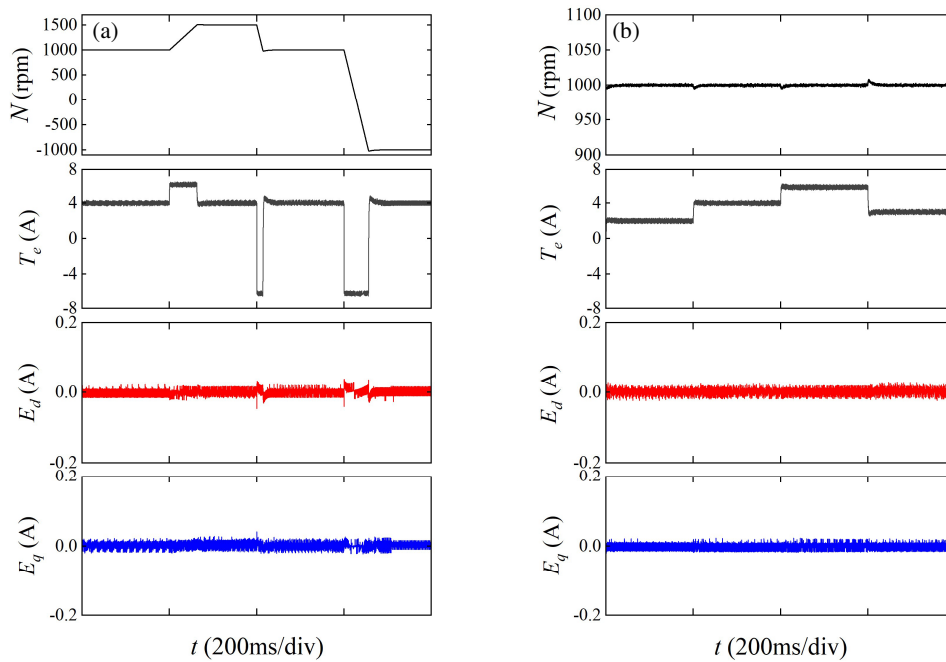 (a)
N (rpm)
1500
1000
500
0
-500
-1000
T_e (A)
8
4
0
-4
-8
E_d (A)
0.2
0.0
-0.2
E_q (A)
0.2
0.0
-0.2
t (200ms/div)
(b)
N (rpm)
1100
1050
1000
950
900
T_e (A)
8
4
0
-4
-8
E_d (A)
0.2
0.0
-0.2
E_q (A)
0.2
0.0
-0.2
t (200ms/div)